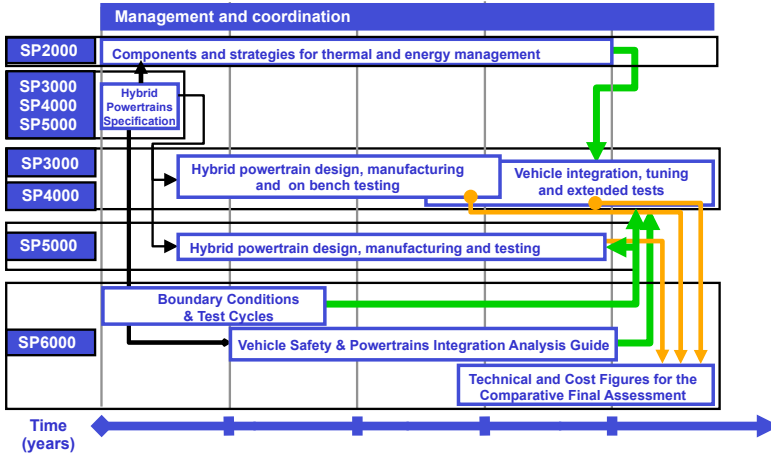 Management and coordination
SP2000
Components and strategies for thermal and energy management
SP3000
SP4000
SP5000
Hybrid
Powertrains
Specification
SP3000
SP4000
Hybrid powertrain design, manufacturing
and on bench testing
Vehicle integration, tuning
and extended tests
SP5000
Hybrid powertrain design, manufacturing and testing
SP6000
Boundary Conditions
& Test Cycles
Vehicle Safety & Powertrains Integration Analysis Guide
Technical and Cost Figures for the
Comparative Final Assessment
Time
(years)